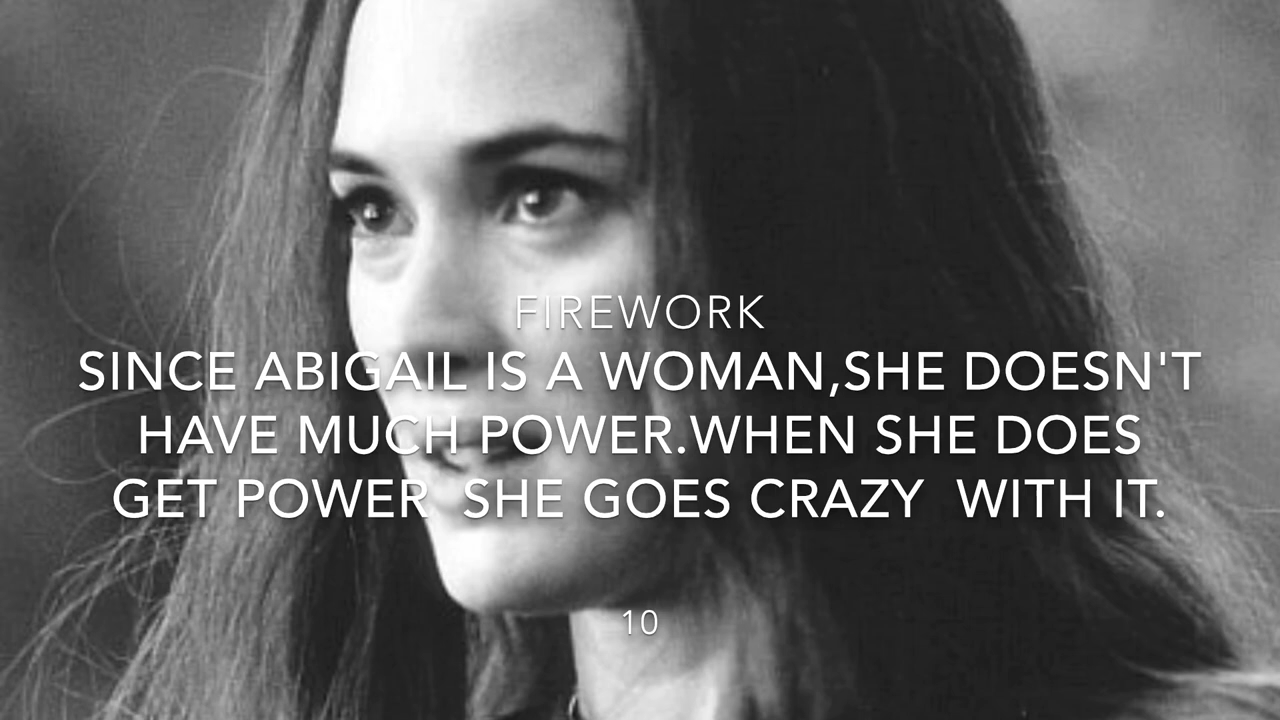 FIREWORK
SINCE ABIGAIL IS A WOMAN,SHE DOESN'T
HAVE MUCH POWER.WHEN SHE DOES
GET POWER  SHE GOES CRAZY  WITH IT.
10